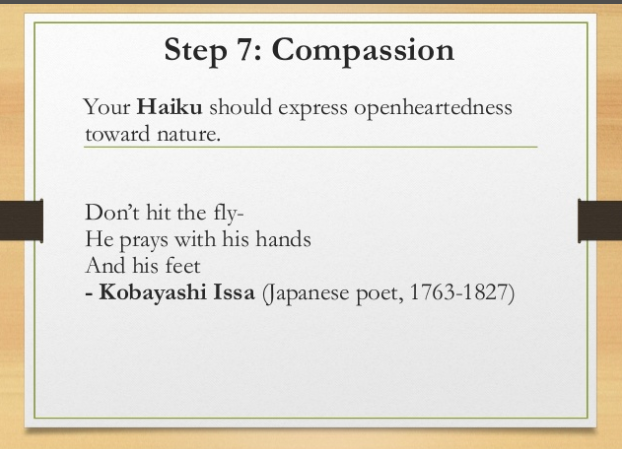 Step 7: Compassion
Your Haiku should express openheartedness
toward nature.
Don’t hit the fly-
He prays with his hands
And his feet
- Kobayashi Issa (Japanese poet, 1763-1827)